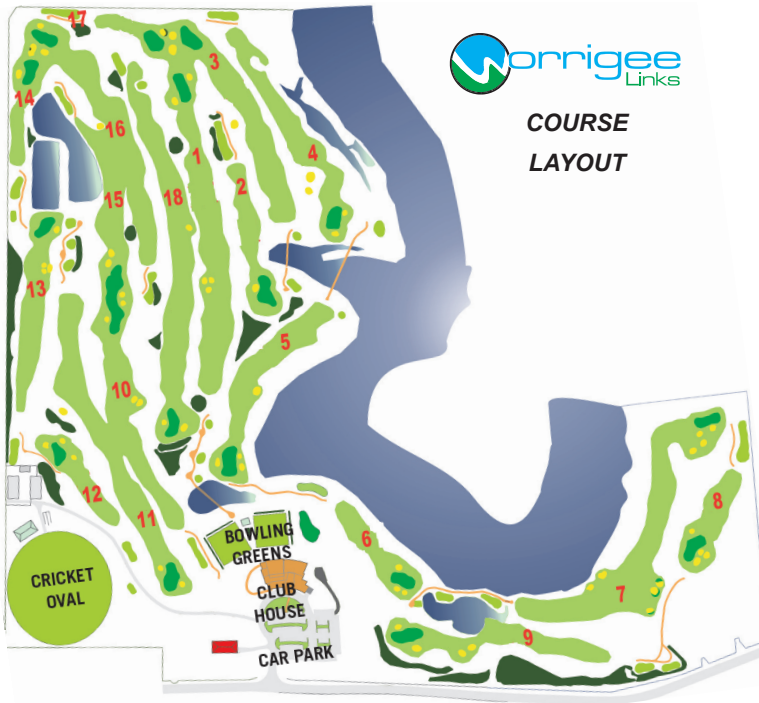 Worrigee
Links
COURSE
LAYOUT
17
3
14
16
4
1
15
18
2
13
5
10
12
11
8
6
7
9
BOWLING
GREENS
CRICKET
OVAL
CLUB
HOUSE
CAR PARK